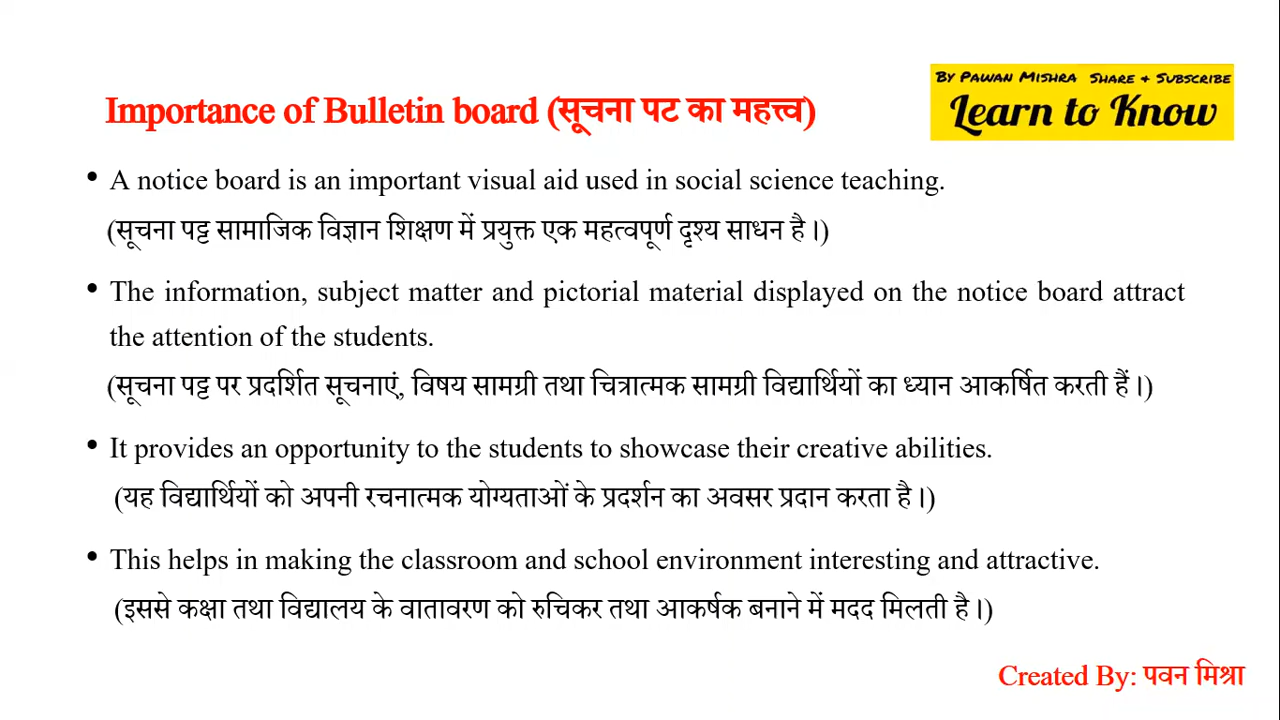 By Pawan Mishra Share & Subscribe
Learn to Know
Importance of Bulletin board (सूचना पट का महत्त्व)
• A notice board is an important visual aid used in social science teaching.
(सूचना पट्ट सामाजिक विज्ञान शिक्षण में प्रयुक्त एक महत्वपूर्ण दृश्य साधन है।)
• The information, subject matter and pictorial material displayed on the notice board attract
the attention of the students.
(सूचना पट्ट पर प्रदर्शित सूचनाएं, विषय सामग्री तथा चित्रात्मक सामग्री विद्यार्थियों का ध्यान आकर्षित करती हैं।)
• It provides an opportunity to the students to showcase their creative abilities.
(यह विद्यार्थियों को अपनी रचनात्मक योग्यताओं के प्रदर्शन का अवसर प्रदान करता है।)
• This helps in making the classroom and school environment interesting and attractive.
(इससे कक्षा तथा विद्यालय के वातावरण को रुचिकर तथा आकर्षक बनाने में मदद मिलती है।)
Created By: पवन मिश्रा